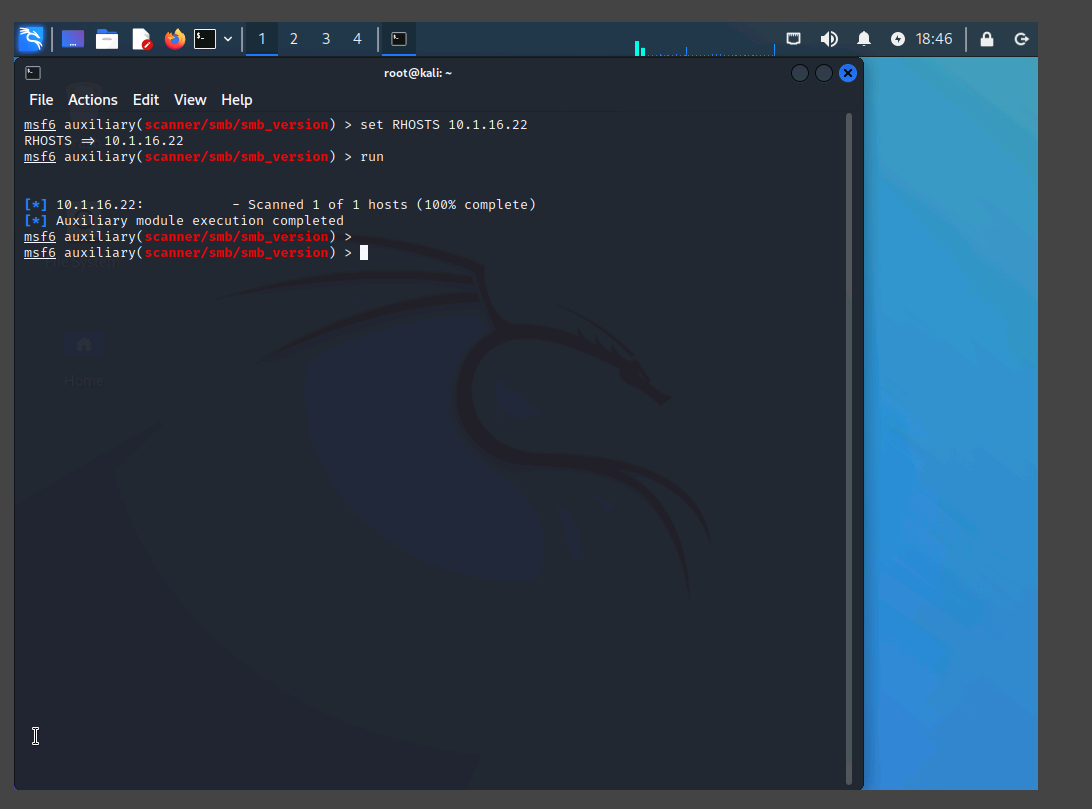 1 2 3 4 18:46
root@kali: ~
File Actions Edit View Help
msf6 auxiliary(scanner/smb/smb_version) > set RHOSTS 10.1.16.22
RHOSTS ⇒ 10.1.16.22
msf6 auxiliary(scanner/smb/smb_version) > run
[*] 10.1.16.22: - Scanned 1 of 1 hosts (100% complete)
[*] Auxiliary module execution completed
msf6 auxiliary(scanner/smb/smb_version) >
msf6 auxiliary(scanner/smb/smb_version) >
Home